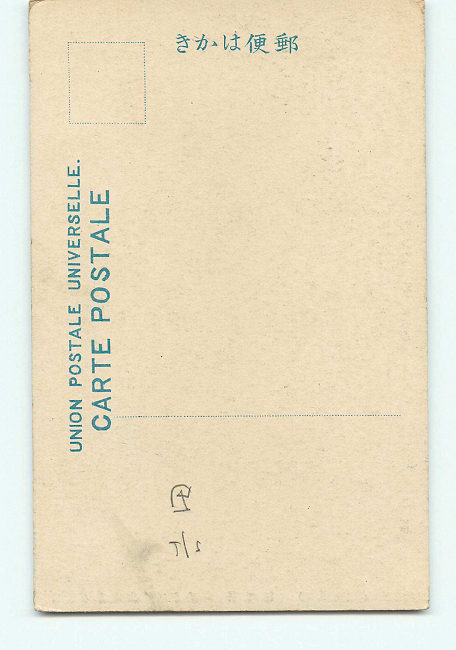 きかは便郵
UNION POSTALE UNIVERSELLE.
CARTE POSTALE